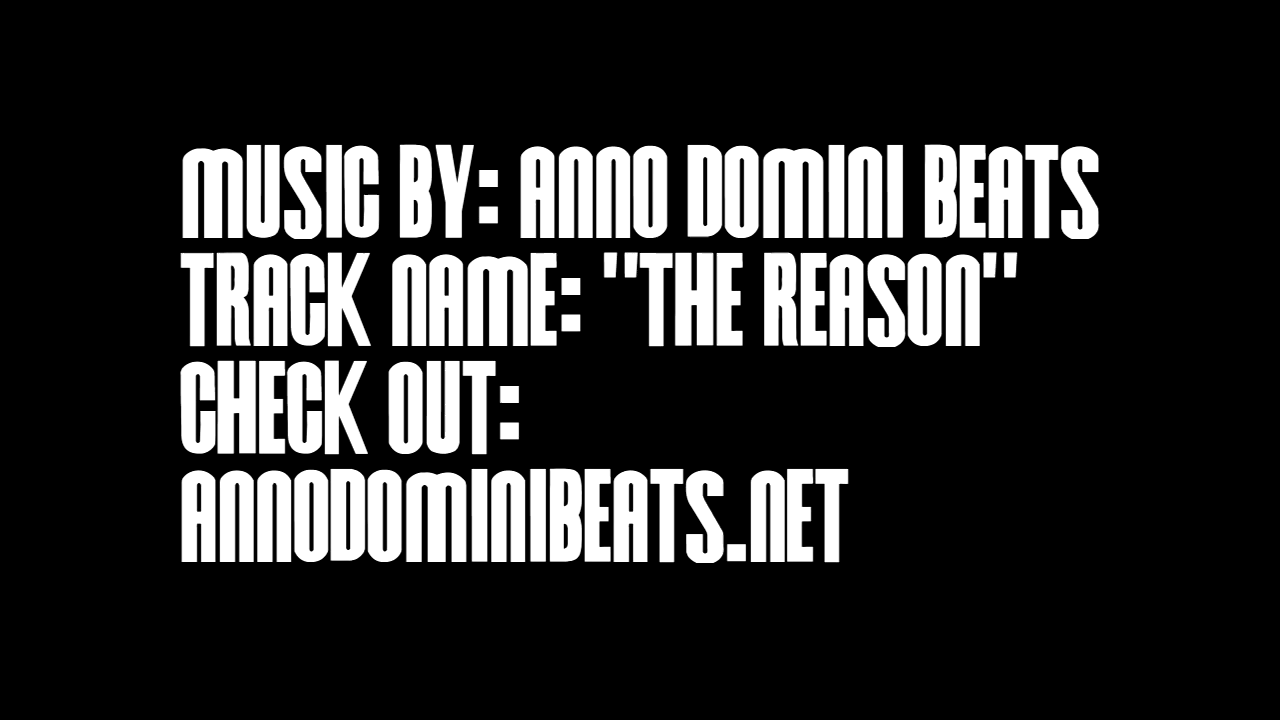 MUSIC BY: ANNO DOMINI BEATS
TRACK NAME: "THE REASON"
CHECK OUT:
ANNODOMINIBEATS.NET